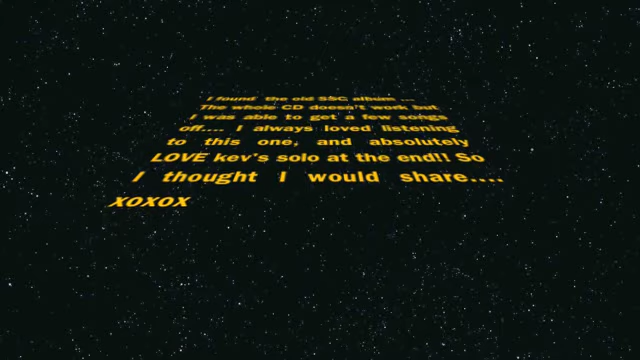 I found the old SSC album ....
The whole CD doesn't work but
I was able to get a few songs
off.... I always loved listening
to this one, and absolutely
LOVE kev's solo at the end!! So
I thought I would share....
xoxox